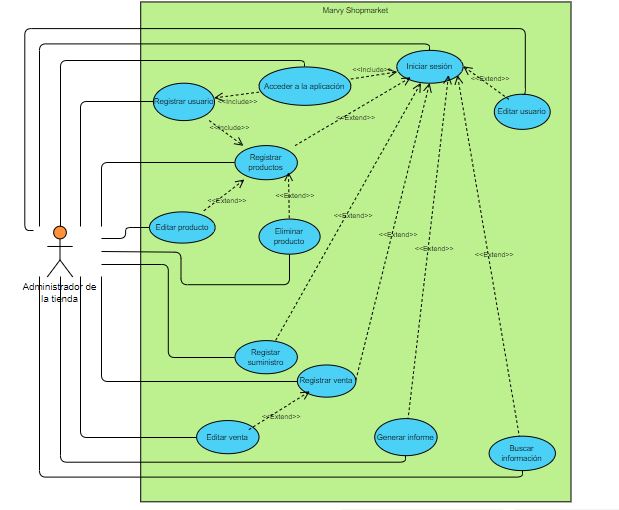 Marvy Shopmarket
Iniciar sesión
<<Include>>
Acceder a la aplicación
<<Extend>>
Registrar usuario
<<Include>>
Editar usuario
<<Extend>>
<<Include>>
Registrar
productos
<<Extend>>
<<Extend>>
<<Extend>>
Editar producto
Eliminar
producto
<<Extend>>
<<Extend>>
<<Extend>>
Administrador de
la tienda
Registar
suministro
Registrar venta
<<Extend>>
Editar venta
Generar informe
Buscar
información